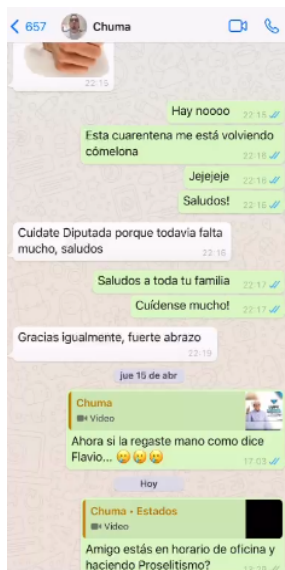 657 Chuma
22:15
Hay noooo 22:15
Esta cuarentena me está volviendo
cómelona 22:16
Jejejeje 22:16
Saludos! 22:16
Cuidate Diputada porque todavia falta
mucho, saludos 22:16
Saludos a toda tu familia 22:17
Cuídense mucho! 22:17
Gracias igualmente, fuerte abrazo
22:19
jue 15 de abr
Chuma
Video
Ahora si la regaste mano como dice
Flavio... 17:03
Hoy
Chuma • Estados
Video
Amigo estás en horario de oficina y
haciendo Proselitismo?